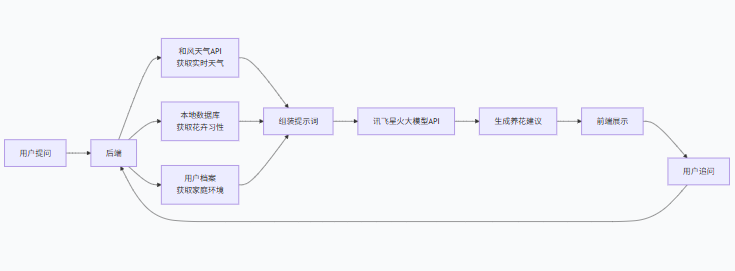 用户提问
后端
和风天气API
获取实时天气
本地数据库
获取花卉习性
用户档案
获取家庭环境
组装提示词
讯飞星火大模型API
生成养花建议
前端展示
用户追问